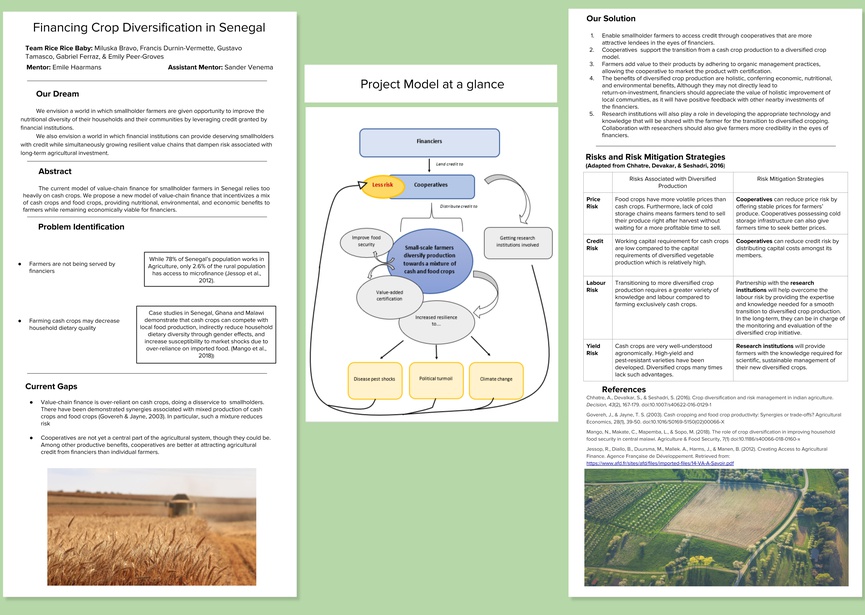 Financing Crop Diversification in Senegal
Team Rice Rice Baby: Miluska Bravo, Francis Durnin-Vermette, Gustavo
Tamasco, Gabriel Ferraz, & Emily Peer-Groves
Mentor: Emile Haarmans Assistant Mentor: Sander Venema
Our Dream
We envision a world in which smallholder farmers are given opportunity to improve the
nutritional diversity of their households and their communities by leveraging credit granted by
financial institutions.
We also envision a world in which financial institutions can provide deserving smallholders
with credit while simultaneously growing resilient value chains that dampen risk associated with
long-term agricultural investment.
Abstract
The current model of value-chain finance for smallholder farmers in Senegal relies too
heavily on cash crops. We propose a new model of value-chain finance that incentivizes a mix
of cash crops and food crops, providing nutritional, environmental, and economic benefits to
farmers while remaining economically viable for financiers.
Problem Identification
● Farmers are not being served by
financiers
While 78% of Senegal's population works in
Agriculture, only 2.6% of the rural population
has access to microfinance (Jessop et al.,
2012).
● Farming cash crops may decrease
household dietary quality
Case studies in Senegal, Ghana and Malawi
demonstrate that cash crops can compete with
local food production, indirectly reduce household
dietary diversity through gender effects, and
increase susceptibility to market shocks due to
over-reliance on imported food. (Mango et al.,
2018))
Current Gaps
● Value-chain finance is over-reliant on cash crops, doing a disservice to smallholders.
There have been demonstrated synergies associated with mixed production of cash
crops and food crops (Govereh & Jayne, 2003). In particular, such a mixture reduces
risk
● Cooperatives are not yet a central part of the agricultural system, though they could be.
Among other productive benefits, cooperatives are better at attracting agricultural
credit from financiers than individual farmers.
Project Model at a glance
Financiers
Lend credit to
Less risk
Cooperatives
Distribute credit to
Improve food
security
Small-scale farmers
diversify production
towards a mixture of
cash and food crops
Getting research
institutions involved
Value-added
certification
Increased resilience
to...
Disease pest shocks
Political turmoil
Climate change
Our Solution
1. Enable smallholder farmers to access credit through cooperatives that are more
attractive lendees in the eyes of financiers.
2. Cooperatives support the transition from a cash crop production to a diversified crop
model.
3. Farmers add value to their products by adhering to organic management practices,
allowing the cooperative to market the product with certification.
4. The benefits of diversified crop production are holistic, conferring economic, nutritional,
and environmental benefits, Although they may not directly lead to
return-on-investment, financiers should appreciate the value of holistic improvement of
local communities, as it will have positive feedback with other nearby investments of
the financiers.
5. Research institutions will also play a role in developing the appropriate technology and
knowledge that will be shared with the farmer for the transition to diversified cropping.
Collaboration with researchers should also give farmers more credibility in the eyes of
financiers.
Risks and Risk Mitigation Strategies
(Adapted from Chhatre, Devakar, & Seshadri, 2016)
Risks Associated with Diversified
Production
Risk Mitigation Strategies
Price
Risk
Food crops have more volatile prices than
cash crops. Furthermore, lack of cold
storage chains means farmers tend to sell
their produce right after harvest without
waiting for a more profitable time to sell.
Cooperatives can reduce price risk by
offering stable prices for farmers'
produce. Cooperatives possessing cold
storage infrastructure can also give
farmers time to seek better prices.
Credit
Risk
Working capital requirement for cash crops
are low compared to the capital
requirements of diversified vegetable
production which is relatively high.
Cooperatives can reduce credit risk by
distributing capital costs amongst its
members.
Labour
Risk
Transitioning to more diversified crop
production requires a greater variety of
knowledge and labour compared to
farming exclusively cash crops.
Partnership with the research
institutions will help overcome the
labour risk by providing the expertise
and knowledge needed for a smooth
transition to diversified crop production.
In the long-term, they can be in charge of
the monitoring and evaluation of the
diversified crop initiative.
Yield
Risk
Cash crops are very well-understood
agronomically. High-yield and
pest-resistant varieties have been
developed. Diversified crops many times
lack such advantages.
Research institutions will provide
farmers with the knowledge required for
scientific, sustainable management of
their new diversified crops.
References
Chhatre, A., Devalkar, S., & Seshadri, S. (2016). Crop diversification and risk management in Indian agriculture.
Decision, 43(2), 167-179. doi:10.1007/s40622-016-0129-1
Govereh, J., & Jayne, T. S. (2003). Cash cropping and food crop productivity: Synergies or trade-offs? Agricultural
Economics, 28(1), 39-50. doi:10.1016/S0169-5150(02)00066-X
Mango, N., Makate, C., Mapemba, L., & Sopo, M. (2018). The role of crop diversification in improving household
food security in central malawi. Agriculture & Food Security, 7(1) doi:10.1186/s40066-018-0160-x
Jessop, R., Diallo, B., Duursma, M., Mallek, A., Harms, J., & Manen, B. (2012). Creating Access to Agricultural
Finance. Agence Française de Développement. Retrieved from:
https://www.afd.fr/sites/afd/files/imported-files/14-VA-A-Savoir.pdf